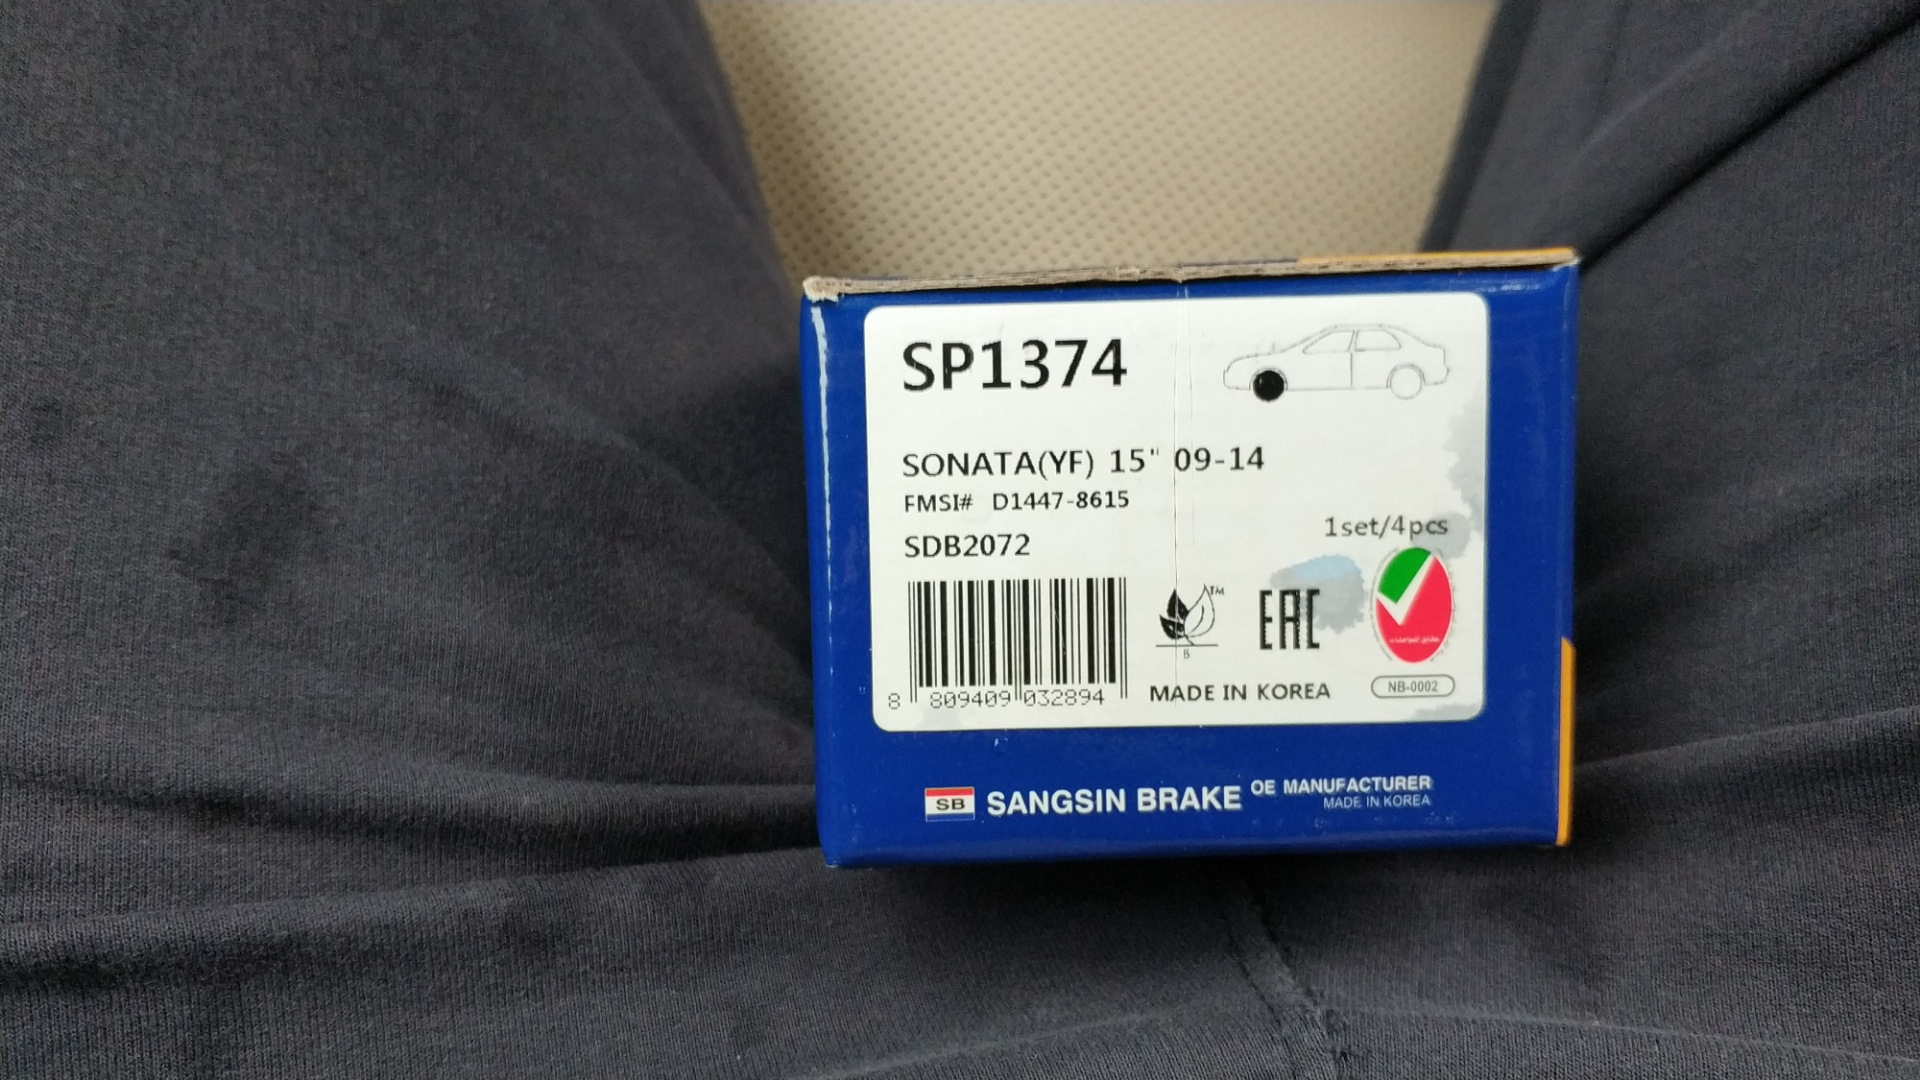 SP1374
SONATA(YF) 15" 09-14
FMSI# D1447-8615
SDB2072
1set/4pcs
TM
B
EAC
8 809409 032894
MADE IN KOREA
NB-0002
SB SANGSIN BRAKE OE MANUFACTURER
MADE IN KOREA